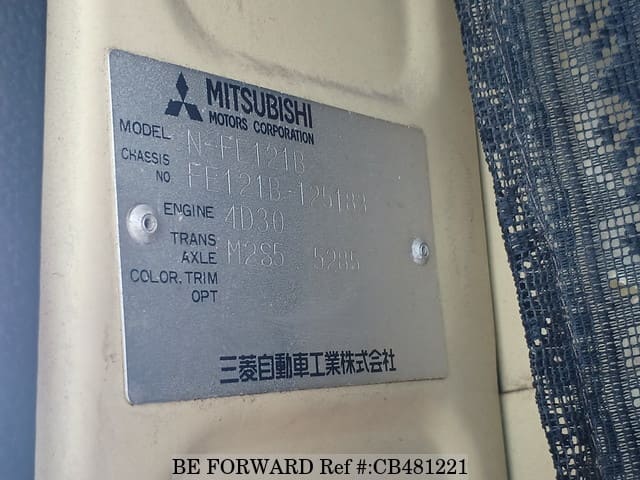 MITSUBISHI
MOTORS CORPORATION
MODEL N-FE121B
CHASSIS NO FE121B-125183
ENGINE 4D30
TRANS AXLE M2S5 5285
COLOR.TRIM
OPT
三菱自動車工業株式会社
BE FORWARD Ref #:CB481221